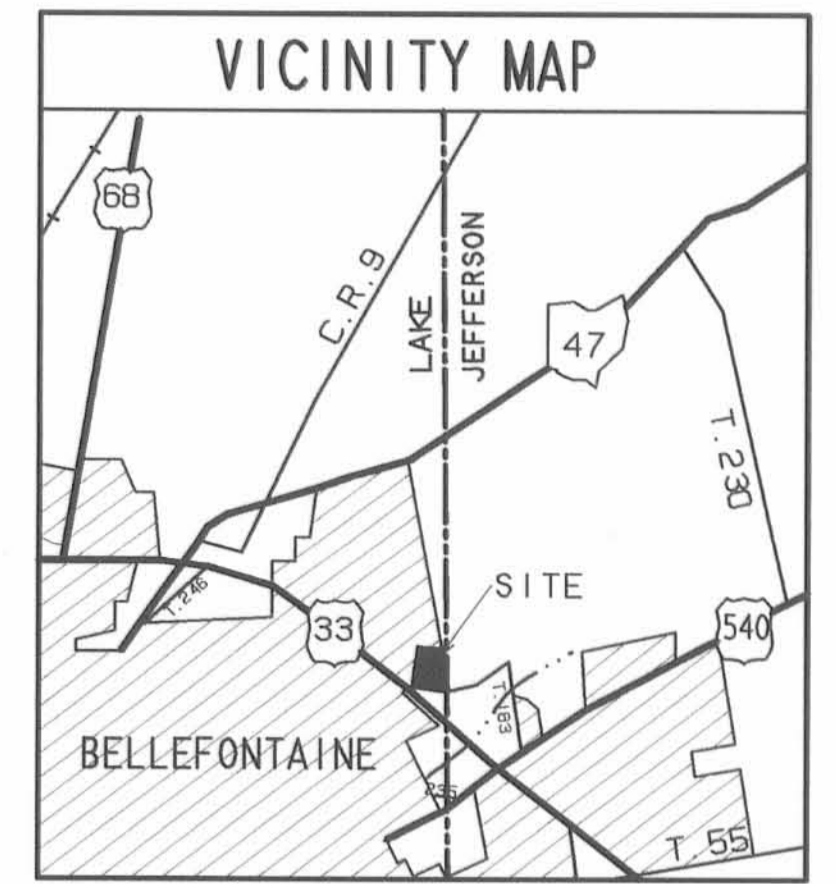 VICINITY MAP
68
C.R. 9
LAKE
JEFFERSON
47
T. 230
T. 246
SITE
33
540
T. 183
BELLEFONTAINE
235
T. 55